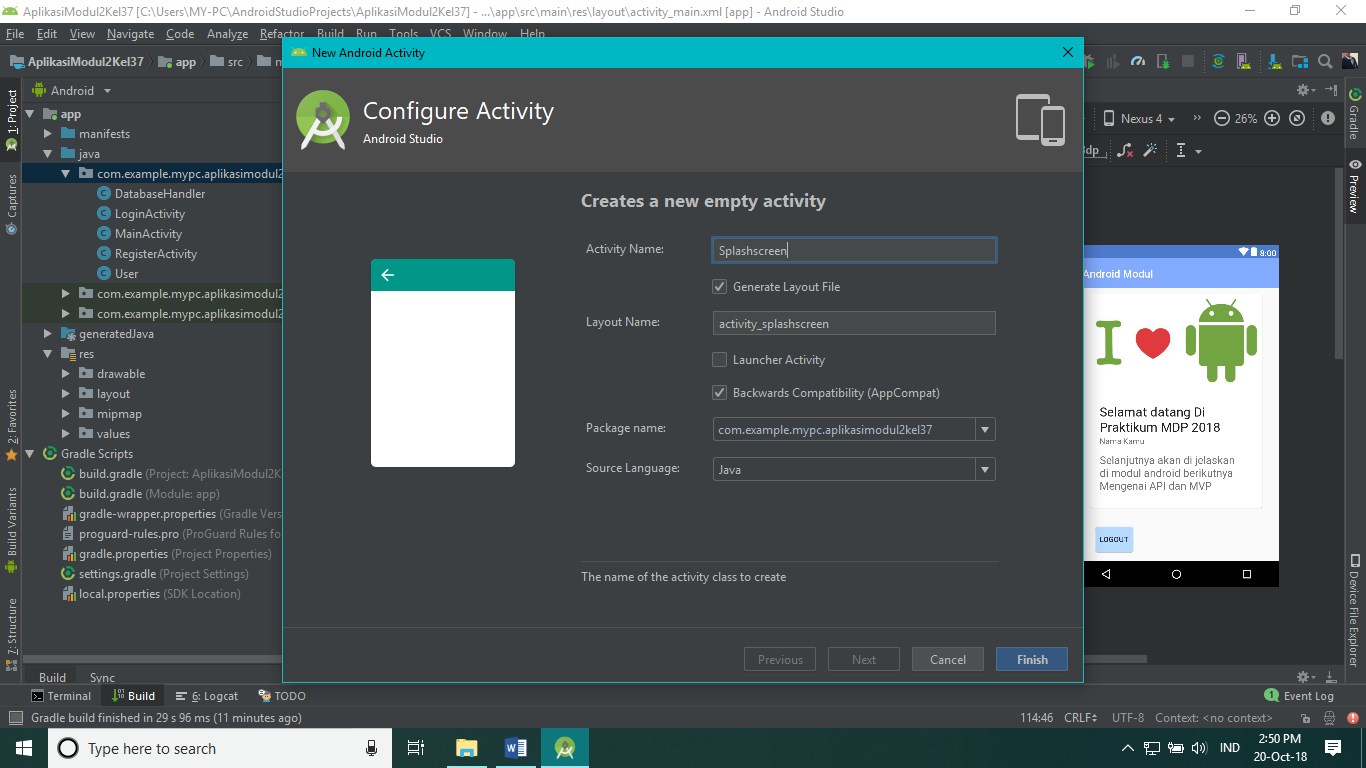 AplikasiModul2Kel37 [C:\Users\MY-PC\AndroidStudioProjects\AplikasiModul2Kel37] - ...\app\src\main\res\layout\activity_main.xml [app] - Android Studio
File Edit View Navigate Code Analyze Refactor Build Run Tools VCS Window Help
AplikasiModul2Kel37 app src
Android
Nexus 4 26%
1: Project
Captures
2: Favorites
Build Variants
7: Structure
app
manifests
java
com.example.mypc.aplikasimodul2
DatabaseHandler
LoginActivity
MainActivity
RegisterActivity
User
com.example.mypc.aplikasimodul2
com.example.mypc.aplikasimodul2
generatedJava
res
drawable
layout
mipmap
values
Gradle Scripts
build.gradle (Project: AplikasiModul2K
build.gradle (Module: app)
gradle-wrapper.properties (Gradle Vers
proguard-rules.pro (ProGuard Rules fo
gradle.properties (Project Properties)
settings.gradle (Project Settings)
local.properties (SDK Location)
New Android Activity
Configure Activity
Android Studio
Creates a new empty activity
Activity Name: Splashscreen
Generate Layout File
Layout Name: activity_splashscreen
Launcher Activity
Backwards Compatibility (AppCompat)
Package name: com.example.mypc.aplikasimodul2kel37
Source Language: Java
The name of the activity class to create
Previous Next Cancel Finish
8:00
Android Modul
I
Selamat datang Di
Praktikum MDP 2018
Nama Kamu
Selanjutnya akan di jelaskan
di modul android berikutnya
Mengenai API dan MVP
LOGOUT
Gradle
Preview
Device File Explorer
Build Sync
Terminal Build 6: Logcat TODO 1 Event Log
Gradle build finished in 29 s 96 ms (11 minutes ago) 114:46 CRLF UTF-8 Context: <no context>
Type here to search
IND
2:50 PM
20-Oct-18